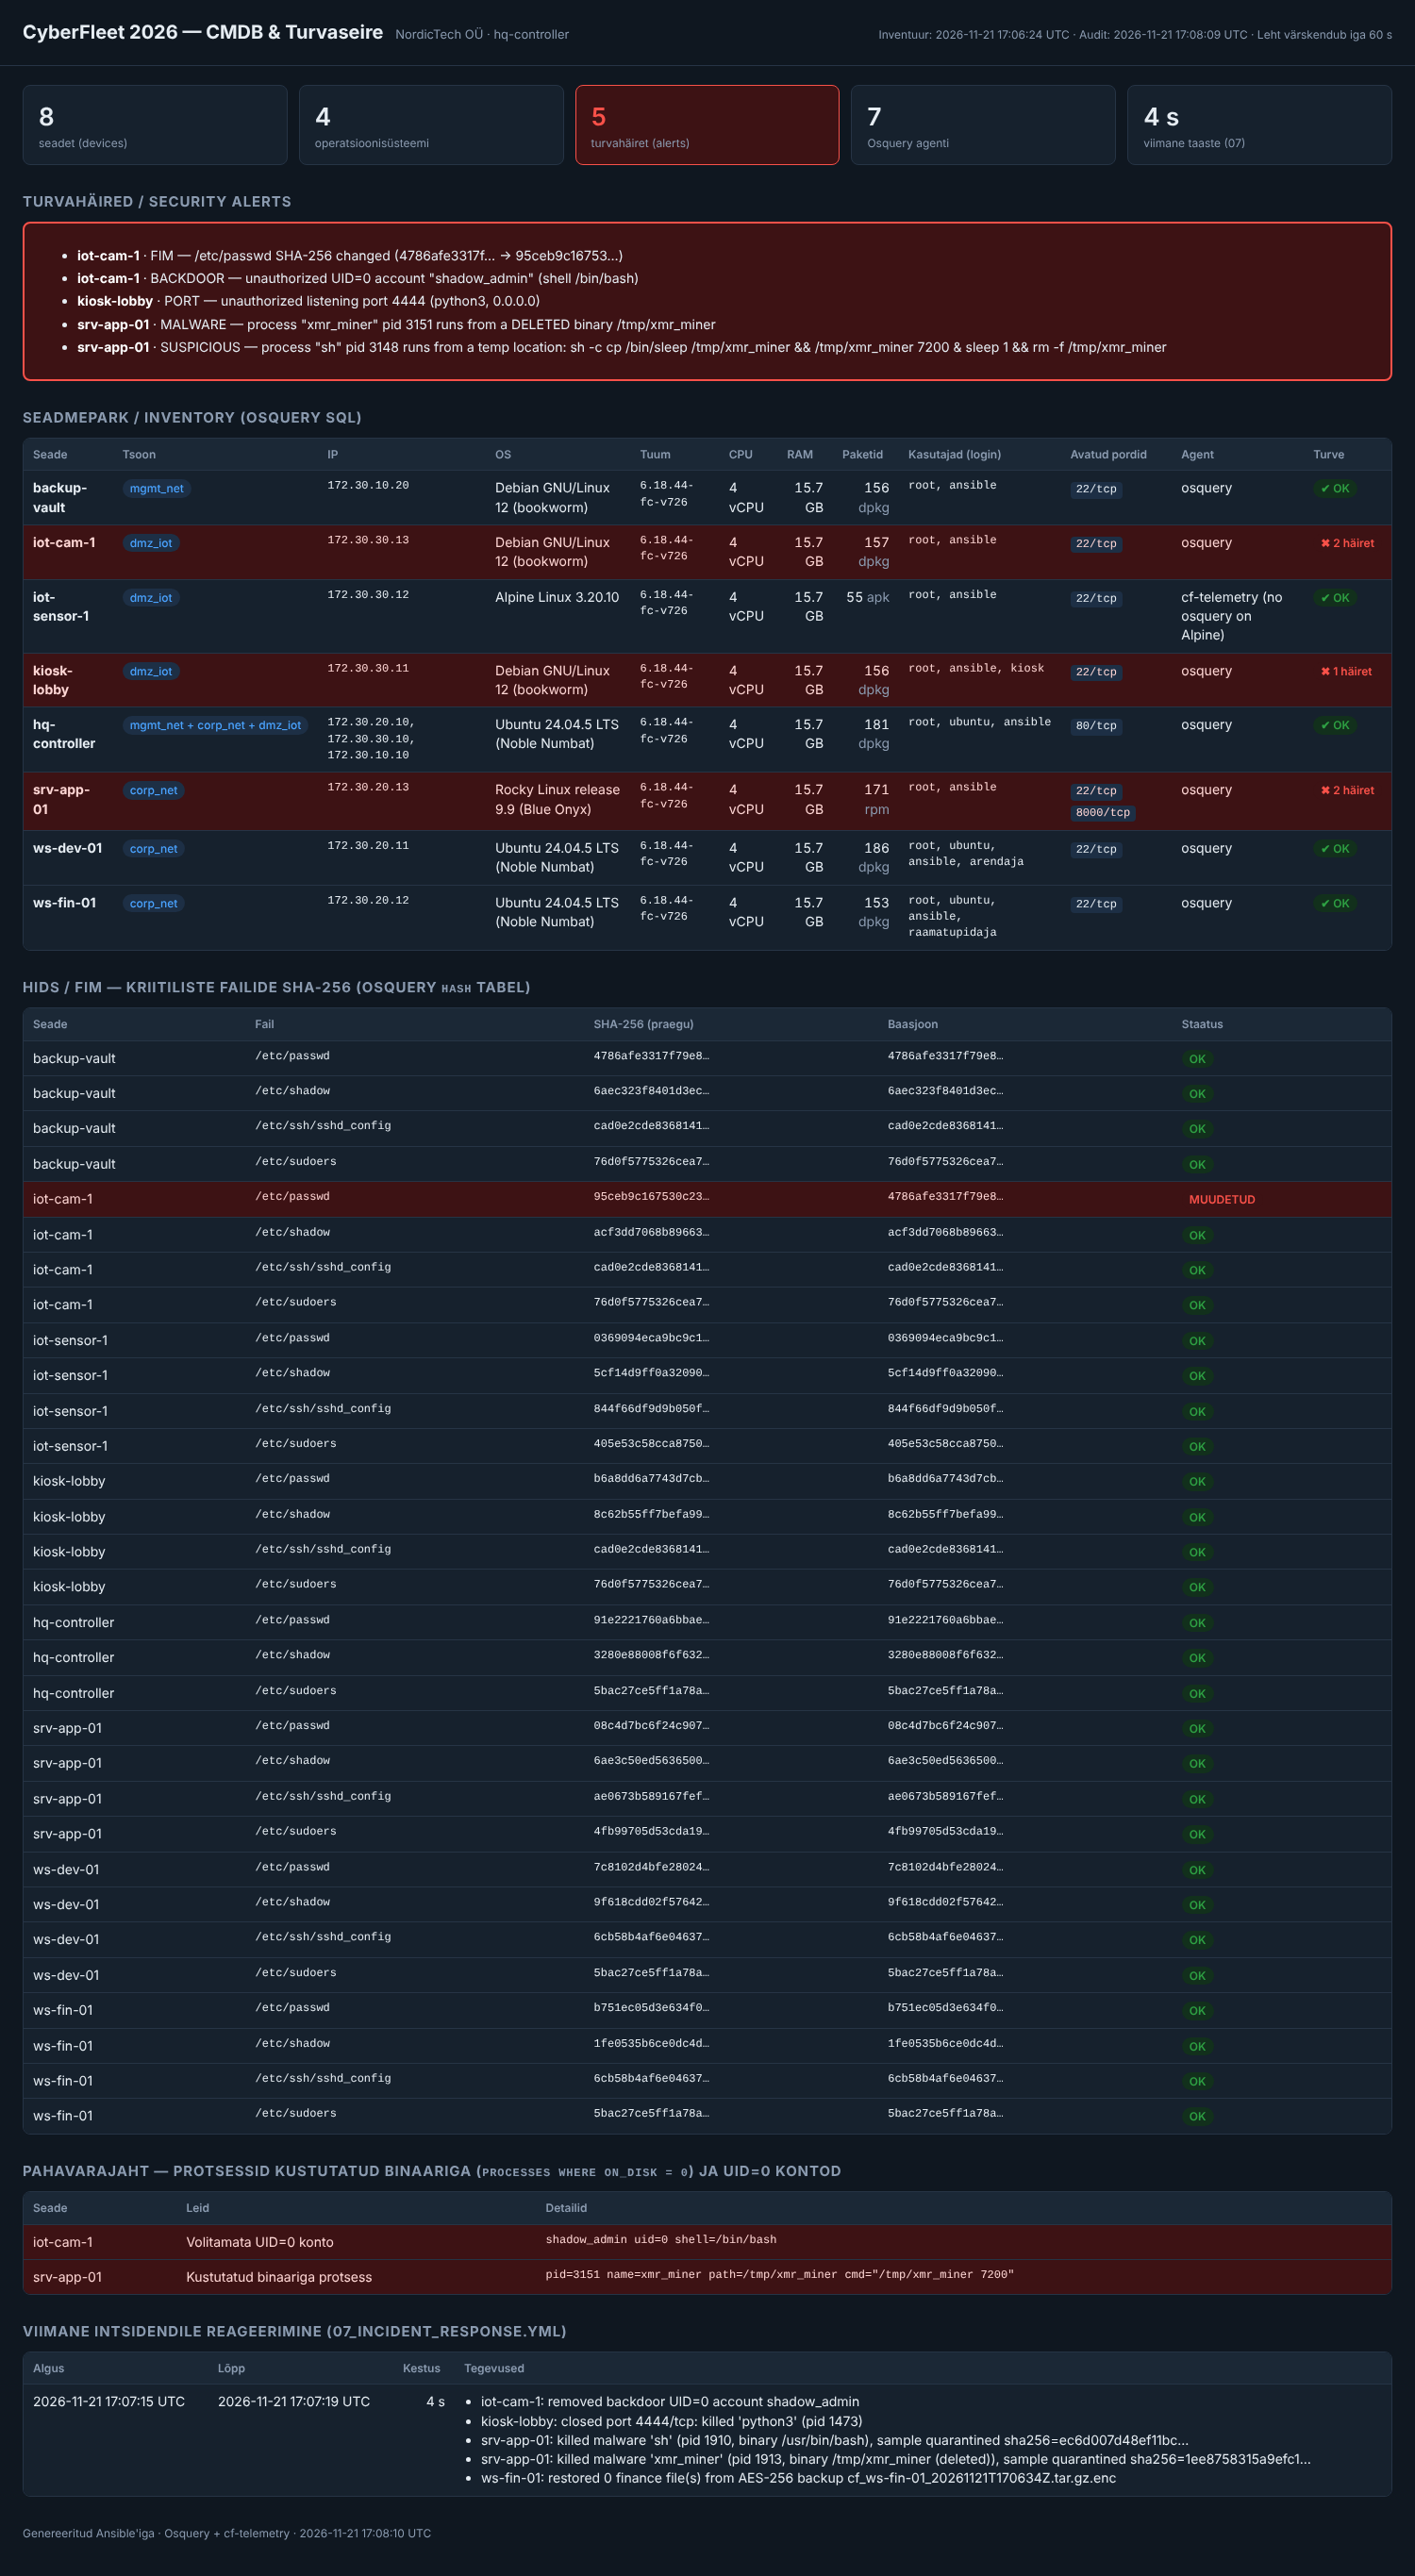 CyberFleet 2026 — CMDB & Turvaseire NordicTech OÜ · hq-controller Inventuur: 2026-11-21 17:06:24 UTC · Audit: 2026-11-21 17:08:09 UTC · Leht värskendub iga 60 s
8
seadet (devices)
4
operatsioonisüsteemi
5
turvahäiret (alerts)
7
Osquery agenti
4 s
viimane taaste (07)
TURVAHÄIRED / SECURITY ALERTS
• iot-cam-1 · FIM — /etc/passwd SHA-256 changed (4786afe3317f… → 95ceb9c16753…)
• iot-cam-1 · BACKDOOR — unauthorized UID=0 account "shadow_admin" (shell /bin/bash)
• kiosk-lobby · PORT — unauthorized listening port 4444 (python3, 0.0.0.0)
• srv-app-01 · MALWARE — process "xmr_miner" pid 3151 runs from a DELETED binary /tmp/xmr_miner
• srv-app-01 · SUSPICIOUS — process "sh" pid 3148 runs from a temp location: sh -c cp /bin/sleep /tmp/xmr_miner && /tmp/xmr_miner 7200 & sleep 1 && rm -f /tmp/xmr_miner
SEADMEPARK / INVENTORY (OSQUERY SQL)
Seade Tsoon IP OS Tuum CPU RAM Paketid Kasutajad (login) Avatud pordid Agent Turve
backup- mgmt_net 172.30.10.20 Debian GNU/Linux 6.18.44- 4 15.7 156 root, ansible 22/tcp osquery ✔ OK
vault 12 (bookworm) fc-v726 vCPU GB dpkg
iot-cam-1 dmz_iot 172.30.30.13 Debian GNU/Linux 6.18.44- 4 15.7 157 root, ansible 22/tcp osquery ✖ 2 häiret
12 (bookworm) fc-v726 vCPU GB dpkg
iot- dmz_iot 172.30.30.12 Alpine Linux 3.20.10 6.18.44- 4 15.7 55 apk root, ansible 22/tcp cf-telemetry (no ✔ OK
sensor-1 fc-v726 vCPU GB osquery on
Alpine)
kiosk- dmz_iot 172.30.30.11 Debian GNU/Linux 6.18.44- 4 15.7 156 root, ansible, kiosk 22/tcp osquery ✖ 1 häiret
lobby 12 (bookworm) fc-v726 vCPU GB dpkg
hq- mgmt_net + corp_net + dmz_iot 172.30.20.10, Ubuntu 24.04.5 LTS 6.18.44- 4 15.7 181 root, ubuntu, ansible 80/tcp osquery ✔ OK
controller 172.30.30.10, (Noble Numbat) fc-v726 vCPU GB dpkg
172.30.10.10
srv-app- corp_net 172.30.20.13 Rocky Linux release 6.18.44- 4 15.7 171 root, ansible 22/tcp osquery ✖ 2 häiret
01 9.9 (Blue Onyx) fc-v726 vCPU GB rpm 8000/tcp
ws-dev-01 corp_net 172.30.20.11 Ubuntu 24.04.5 LTS 6.18.44- 4 15.7 186 root, ubuntu, 22/tcp osquery ✔ OK
(Noble Numbat) fc-v726 vCPU GB dpkg ansible, arendaja
ws-fin-01 corp_net 172.30.20.12 Ubuntu 24.04.5 LTS 6.18.44- 4 15.7 153 root, ubuntu, 22/tcp osquery ✔ OK
(Noble Numbat) fc-v726 vCPU GB dpkg ansible,
raamatupidaja
HIDS / FIM — KRIITILISTE FAILIDE SHA-256 (OSQUERY HASH TABEL)
Seade Fail SHA-256 (praegu) Baasjoon Staatus
backup-vault /etc/passwd 4786afe3317f79e8… 4786afe3317f79e8… OK
backup-vault /etc/shadow 6aec323f8401d3ec… 6aec323f8401d3ec… OK
backup-vault /etc/ssh/sshd_config cad0e2cde8368141… cad0e2cde8368141… OK
backup-vault /etc/sudoers 76d0f5775326cea7… 76d0f5775326cea7… OK
iot-cam-1 /etc/passwd 95ceb9c167530c23… 4786afe3317f79e8… MUUDETUD
iot-cam-1 /etc/shadow acf3dd7068b89663… acf3dd7068b89663… OK
iot-cam-1 /etc/ssh/sshd_config cad0e2cde8368141… cad0e2cde8368141… OK
iot-cam-1 /etc/sudoers 76d0f5775326cea7… 76d0f5775326cea7… OK
iot-sensor-1 /etc/passwd 0369094eca9bc9c1… 0369094eca9bc9c1… OK
iot-sensor-1 /etc/shadow 5cf14d9ff0a32090… 5cf14d9ff0a32090… OK
iot-sensor-1 /etc/ssh/sshd_config 844f66df9d9b050f… 844f66df9d9b050f… OK
iot-sensor-1 /etc/sudoers 405e53c58cca8750… 405e53c58cca8750… OK
kiosk-lobby /etc/passwd b6a8dd6a7743d7cb… b6a8dd6a7743d7cb… OK
kiosk-lobby /etc/shadow 8c62b55ff7befa99… 8c62b55ff7befa99… OK
kiosk-lobby /etc/ssh/sshd_config cad0e2cde8368141… cad0e2cde8368141… OK
kiosk-lobby /etc/sudoers 76d0f5775326cea7… 76d0f5775326cea7… OK
hq-controller /etc/passwd 91e2221760a6bbae… 91e2221760a6bbae… OK
hq-controller /etc/shadow 3280e88008f6f632… 3280e88008f6f632… OK
hq-controller /etc/sudoers 5bac27ce5ff1a78a… 5bac27ce5ff1a78a… OK
srv-app-01 /etc/passwd 08c4d7bc6f24c907… 08c4d7bc6f24c907… OK
srv-app-01 /etc/shadow 6ae3c50ed5636500… 6ae3c50ed5636500… OK
srv-app-01 /etc/ssh/sshd_config ae0673b589167fef… ae0673b589167fef… OK
srv-app-01 /etc/sudoers 4fb99705d53cda19… 4fb99705d53cda19… OK
ws-dev-01 /etc/passwd 7c8102d4bfe28024… 7c8102d4bfe28024… OK
ws-dev-01 /etc/shadow 9f618cdd02f57642… 9f618cdd02f57642… OK
ws-dev-01 /etc/ssh/sshd_config 6cb58b4af6e04637… 6cb58b4af6e04637… OK
ws-dev-01 /etc/sudoers 5bac27ce5ff1a78a… 5bac27ce5ff1a78a… OK
ws-fin-01 /etc/passwd b751ec05d3e634f0… b751ec05d3e634f0… OK
ws-fin-01 /etc/shadow 1fe0535b6ce0dc4d… 1fe0535b6ce0dc4d… OK
ws-fin-01 /etc/ssh/sshd_config 6cb58b4af6e04637… 6cb58b4af6e04637… OK
ws-fin-01 /etc/sudoers 5bac27ce5ff1a78a… 5bac27ce5ff1a78a… OK
PAHAVARAJAHT — PROTSESSID KUSTUTATUD BINAARIGA (PROCESSES WHERE ON_DISK = 0) JA UID=0 KONTOD
Seade Leid Detailid
iot-cam-1 Volitamata UID=0 konto shadow_admin uid=0 shell=/bin/bash
srv-app-01 Kustutatud binaariga protsess pid=3151 name=xmr_miner path=/tmp/xmr_miner cmd="/tmp/xmr_miner 7200"
VIIMANE INTSIDENDILE REAGEERIMINE (07_INCIDENT_RESPONSE.YML)
Algus Lõpp Kestus Tegevused
2026-11-21 17:07:15 UTC 2026-11-21 17:07:19 UTC 4 s • iot-cam-1: removed backdoor UID=0 account shadow_admin
• kiosk-lobby: closed port 4444/tcp: killed 'python3' (pid 1473)
• srv-app-01: killed malware 'sh' (pid 1910, binary /usr/bin/bash), sample quarantined sha256=ec6d007d48ef11bc…
• srv-app-01: killed malware 'xmr_miner' (pid 1913, binary /tmp/xmr_miner (deleted)), sample quarantined sha256=1ee8758315a9efc1…
• ws-fin-01: restored 0 finance file(s) from AES-256 backup cf_ws-fin-01_20261121T170634Z.tar.gz.enc
Genereeritud Ansible'iga · Osquery + cf-telemetry · 2026-11-21 17:08:10 UTC